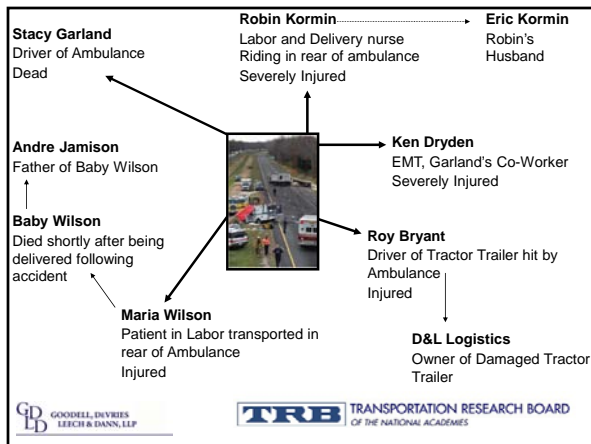 Robin Kormin
Labor and Delivery nurse
Riding in rear of ambulance
Severely Injured
Eric Kormin
Robin's
Husband
Stacy Garland
Driver of Ambulance
Dead
Andre Jamison
Father of Baby Wilson
Ken Dryden
EMT, Garland's Co-Worker
Severely Injured
Baby Wilson
Died shortly after being
delivered following
accident
Roy Bryant
Driver of Tractor Trailer hit by
Ambulance
Injured
Maria Wilson
Patient in Labor transported in
rear of Ambulance
Injured
D&L Logistics
Owner of Damaged Tractor
Trailer
GD
LD
GOODELL, DEVRIES
LEECH & DANN, LLP
TRB
TRANSPORTATION RESEARCH BOARD
OF THE NATIONAL ACADEMIES